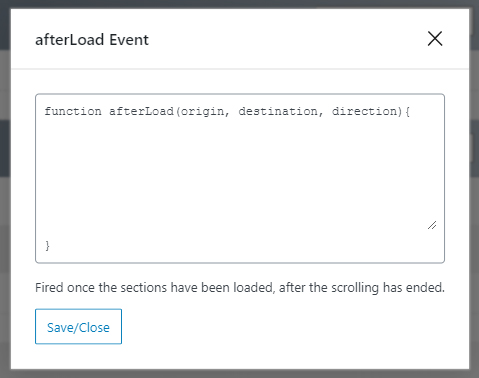 afterLoad Event
function afterLoad(origin, destination, direction){
}
Fired once the sections have been loaded, after the scrolling has ended.
Save/Close